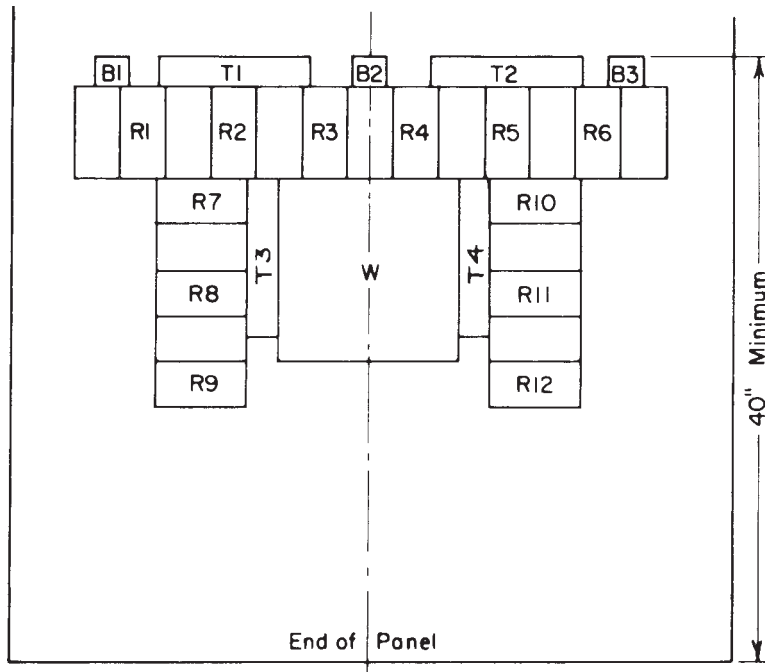 B1 T1 B2 T2 B3
R1 R2 R3 R4 R5 R6
R7 T3 W T4 R10
R8 R11
R9 R12
40" Minimum
End of Panel